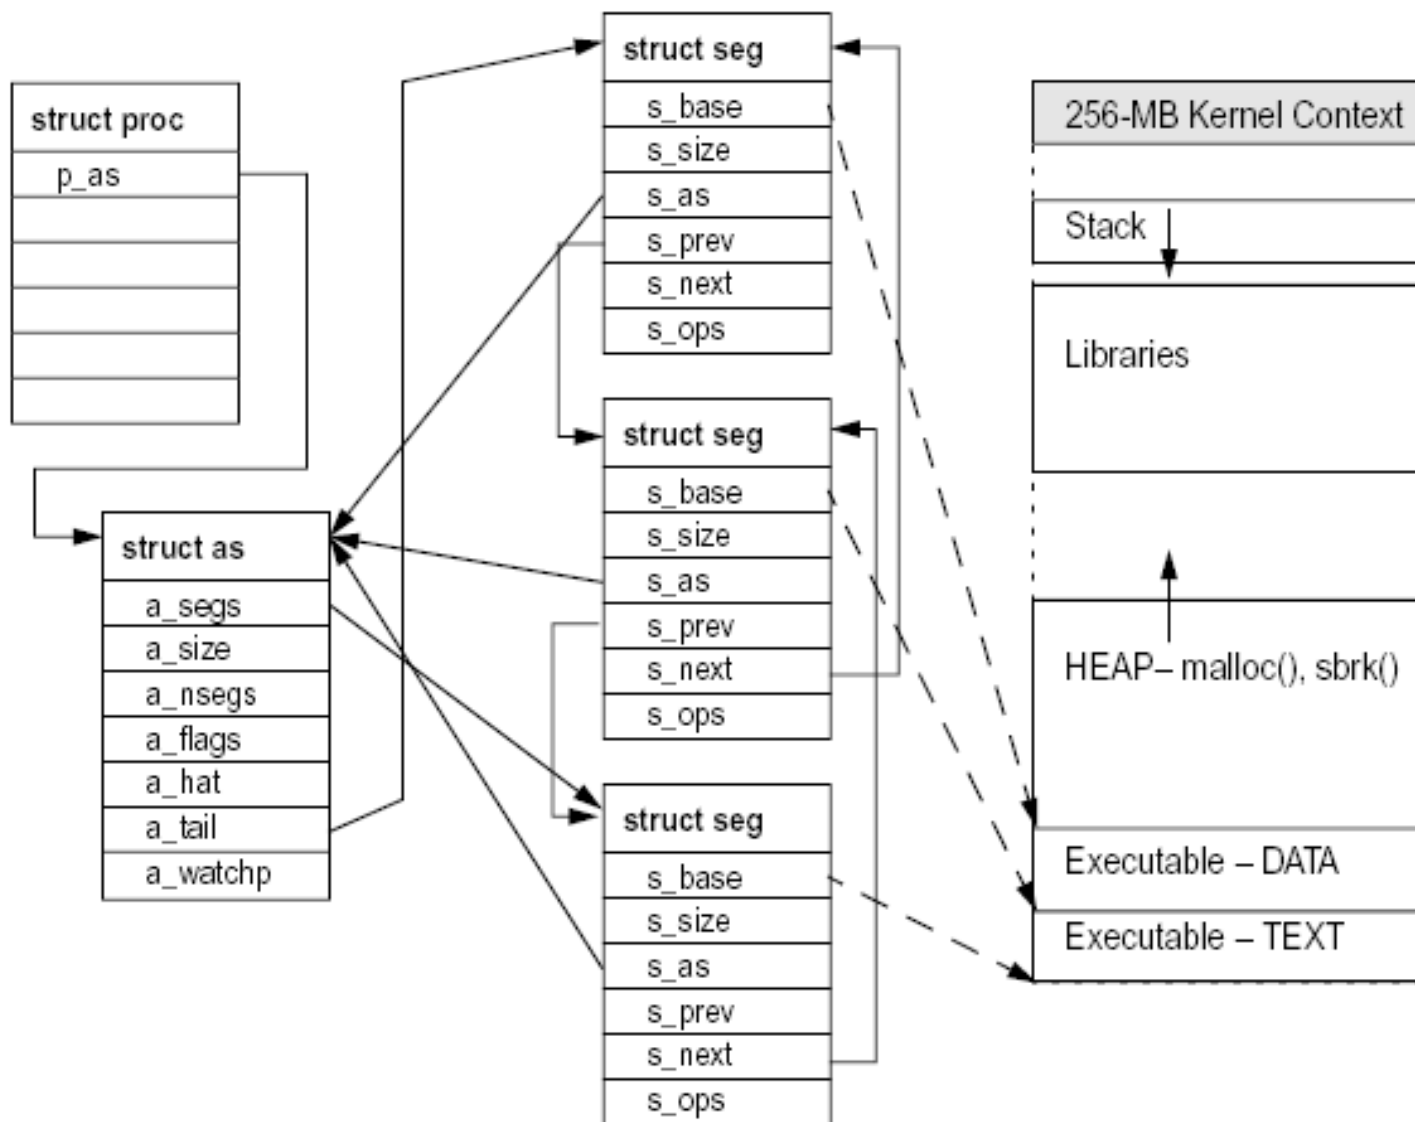 struct proc
p_as
struct as
a_segs
a_size
a_nsegs
a_flags
a_hat
a_tail
a_watchp
struct seg
s_base
s_size
s_as
s_prev
s_next
s_ops
struct seg
s_base
s_size
s_as
s_prev
s_next
s_ops
struct seg
s_base
s_size
s_as
s_prev
s_next
s_ops
256-MB Kernel Context
Stack
Libraries
HEAP– malloc(), sbrk()
Executable – DATA
Executable – TEXT